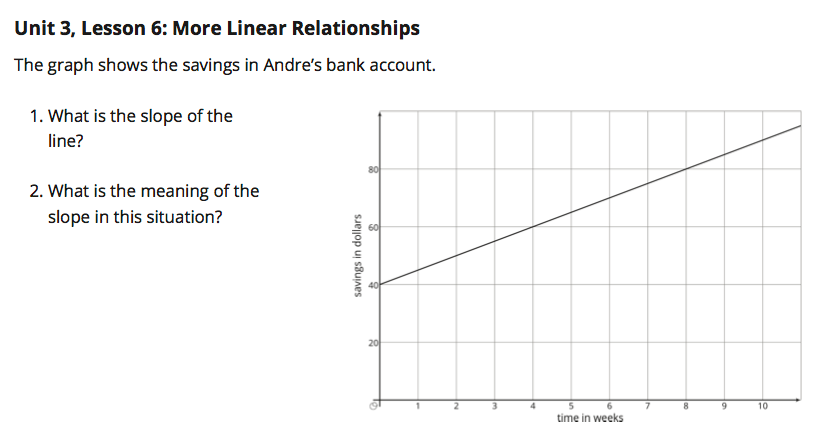 Unit 3, Lesson 6: More Linear Relationships
The graph shows the savings in Andre’s bank account.
1. What is the slope of the
line?
2. What is the meaning of the
slope in this situation?
savings in dollars
80
60
40
20
0
1 2 3 4 5 6 7 8 9 10
time in weeks